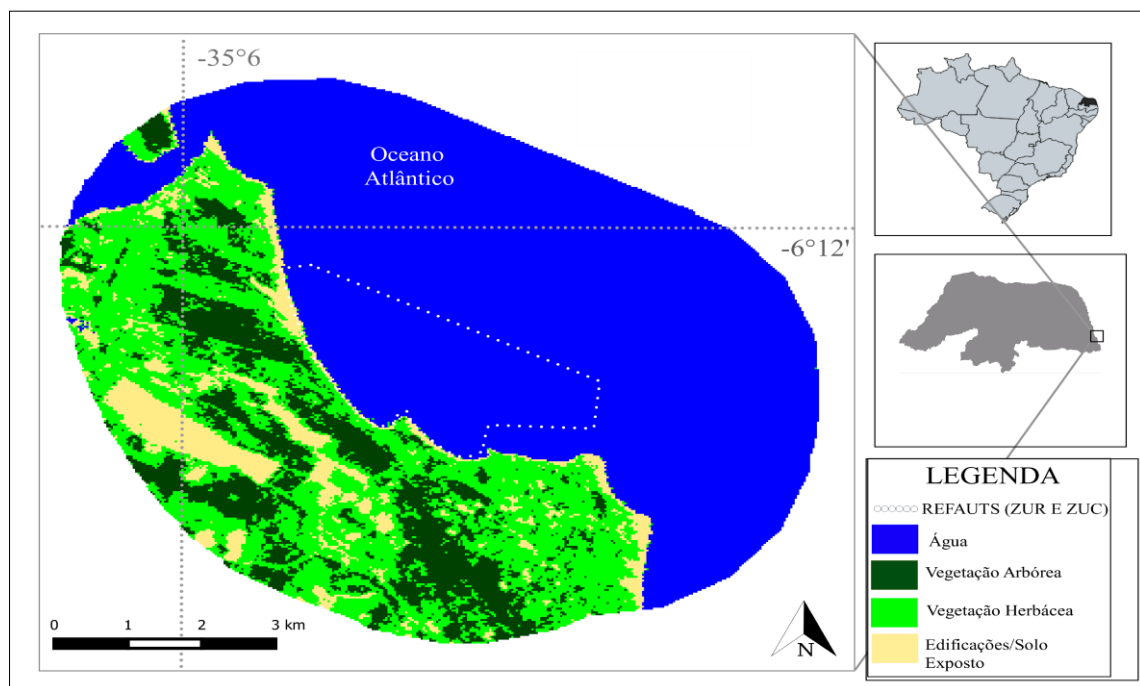 -35°6
Oceano
Atlântico
-6°12'
0 1 2 3 km
N
LEGENDA
REFAUTS (ZUR E ZUC)
Água
Vegetação Arbórea
Vegetação Herbácea
Edificações/Solo
Exposto